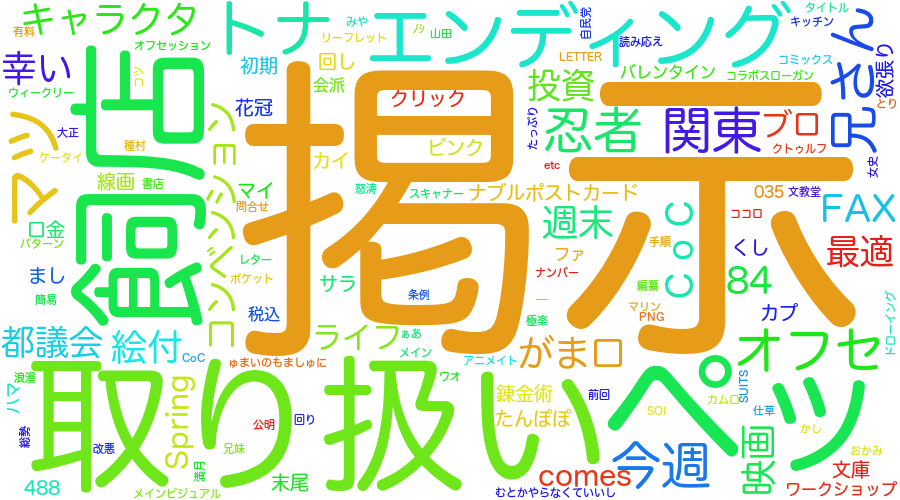 キャラクタ
有料
トナ
みや
リーフレット
エンディング
ノシ
山田
自民党
読み応え
LETTER
タイトル
キッチン
コミックス
幸い
ウィークリー
オフセッション
コツ
初期
回し
会派
クリック
投資
バレンタイン
コラボスローガン
兄さん
欲張り
とり
マッ
大正
ケータイ
種村
飼店
花冠
カイ
ピンク
掲示
忍者
たっぷり
関東
プロ
クトゥルフ
女史
線画
書店
コンベンション
マイ
問合せ
怒涛
スキャナー
ナブルポストカード
etc
035
文教堂
口金
パターン
レター
ポケット
サラ
週末
ファ
ナンバー
CoC
手順
ココロ
FAX
くし
最適
まし
簡易
税込
条例
一
極楽
編纂
マリン
PNG
84
カプ
ドローイング
都議会
絵付
CoC
ゅまいのもましゅに
ライフ
ぁあ
メイン
アニメイト
がま口
オフセ
浪漫
ハマ
取り扱い
Spring
ワオ
錬金術
たんぽぽ
前回
ペッツ
SOI
カムロ
SUITS
仕草
総勢
改悪
公明
回り
兄妹
満月
かし
おかみ
488
メインビジュアル
末尾
comes
今週
むとかやらなくていいし
映画
文庫
ワークショップ